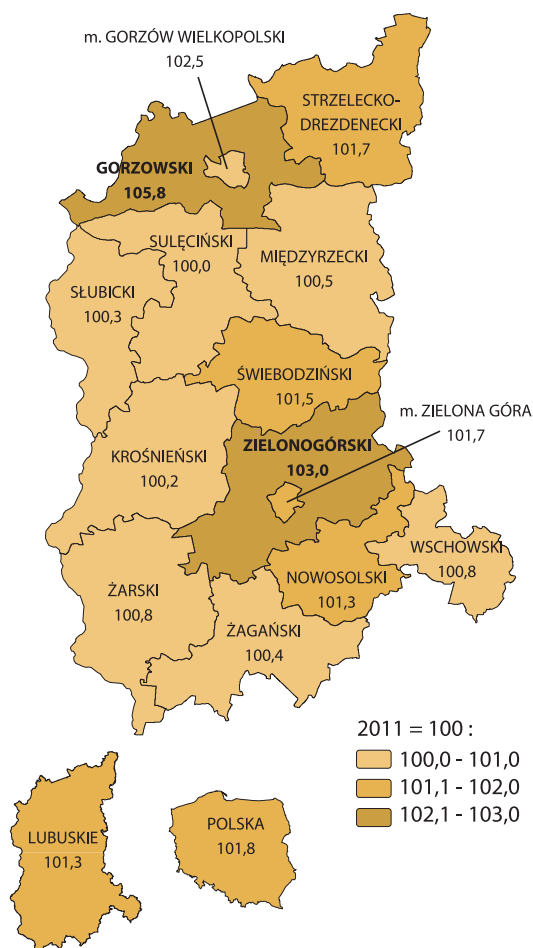 m. GORZÓW WIELKOPOLSKI
102,5
STRZELECKO-
DREZDENECKI
101,7
GORZOWSKI
105,8
SULĘCIŃSKI
100,0
MIĘDZYRZECKI
100,5
SŁUBICKI
100,3
ŚWIEBODZIŃSKI
101,5
m. ZIELONA GÓRA
101,7
ZIELONOGÓRSKI
103,0
KROŚNIEŃSKI
100,2
WSCHOWSKI
100,8
NOWOSOLSKI
101,3
ŻARSKI
100,8
ŻAGAŃSKI
100,4
2011 = 100 :
100,0 - 101,0
101,1 - 102,0
102,1 - 103,0
LUBUSKIE
101,3
POLSKA
101,8